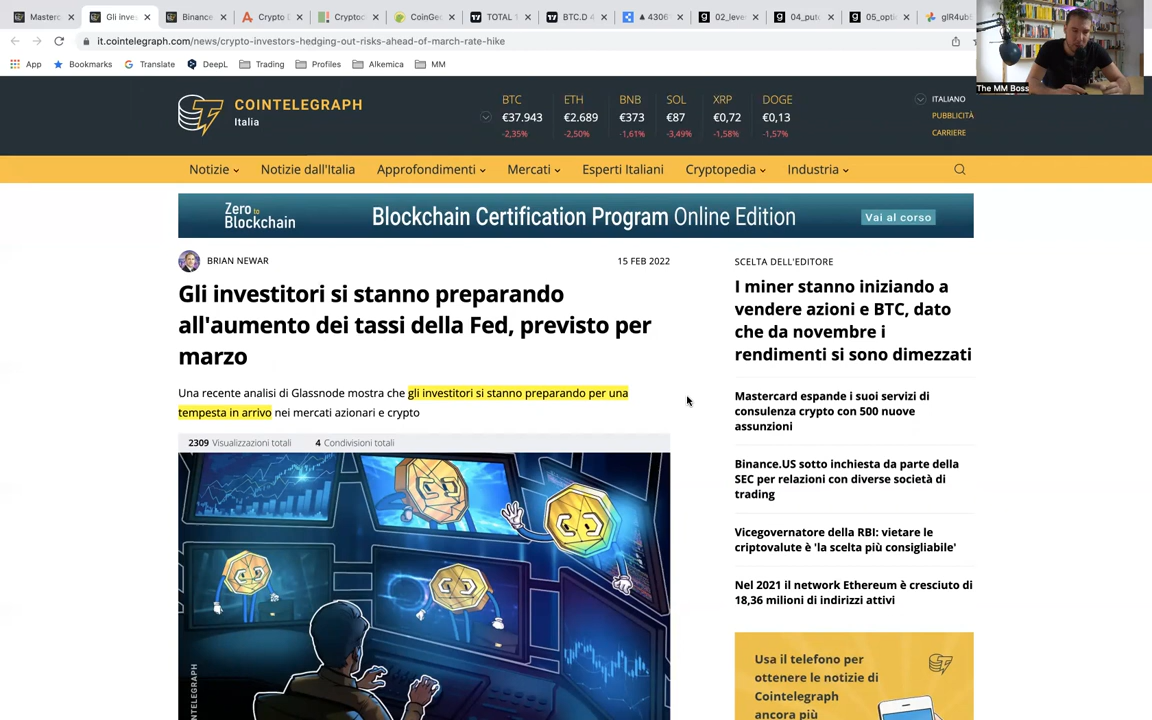 Masterc
Gli inves
Binance
Crypto L
Cryptoc
CoinGec
TOTAL 
BTC.D 4
4306
02_leve
04_puto
05_optio
gIR4ub
it.cointelegraph.com/news/crypto-investors-hedging-out-risks-ahead-of-march-rate-hike
App
Bookmarks
Translate
DeepL
Trading
Profiles
Alkemica
MM
The MM Boss
COINTELEGRAPH
Italia
BTC
€37.943
-2,35%
ETH
€2.689
-2,50%
BNB
€373
-1,61%
SOL
€87
-3,49%
XRP
€0,72
-1,58%
DOGE
€0,13
-1,57%
ITALIANO
PUBBLICITÀ
CARRIERE
Notizie
Notizie dall'Italia
Approfondimenti
Mercati
Esperti Italiani
Cryptopedia
Industria
Zero to
Blockchain
Blockchain Certification Program Online Edition
Vai al corso
BRIAN NEWAR
15 FEB 2022
Gli investitori si stanno preparando
all'aumento dei tassi della Fed, previsto per
marzo
Una recente analisi di Glassnode mostra che gli investitori si stanno preparando per una
tempesta in arrivo nei mercati azionari e crypto
2309 Visualizzazioni totali
4 Condivisioni totali
SCELTA DELL'EDITORE
I miner stanno iniziando a
vendere azioni e BTC, dato
che da novembre i
rendimenti si sono dimezzati
Mastercard espande i suoi servizi di
consulenza crypto con 500 nuove
assunzioni
Binance.US sotto inchiesta da parte della
SEC per relazioni con diverse società di
trading
Vicegovernatore della RBI: vietare le
criptovalute è 'la scelta più consigliabile'
Nel 2021 il network Ethereum è cresciuto di
18,36 milioni di indirizzi attivi
Usa il telefono per
ottenere le notizie di
Cointelegraph
ancora più